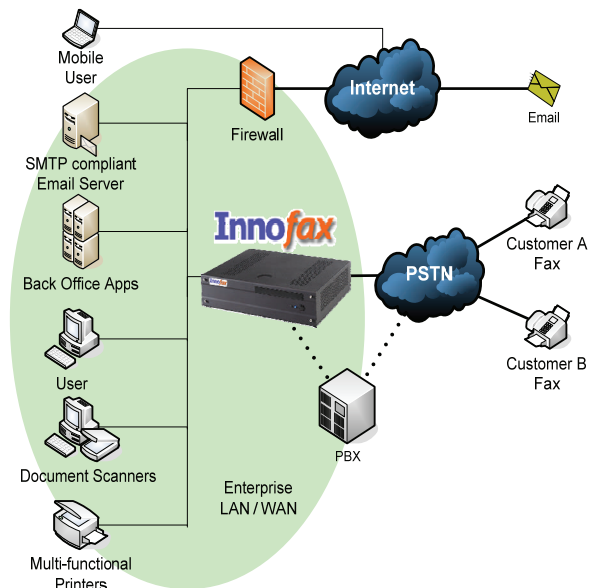 Mobile
User
Internet
Email
Firewall
SMTP compliant
Email Server
Innofax
Customer A
Fax
Back Office Apps
Innofax
PSTN
User
Customer B
Fax
PBX
Document Scanners
Enterprise
LAN / WAN
Multi-functional
Printers